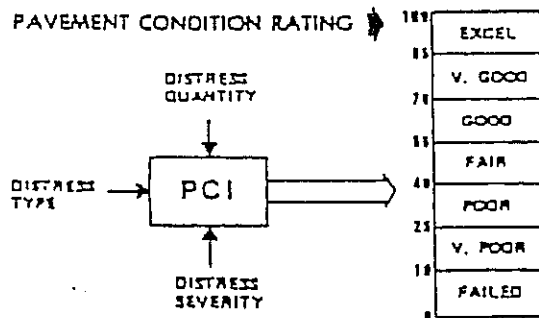 PAVEMENT CONDITION RATING
100
EXCEL
85
V. GOOD
70
GOOD
55
FAIR
40
POOR
25
V. POOR
10
FAILED
0
DISTRESS
QUANTITY
DISTRESS
TYPE
PCI
DISTRESS
SEVERITY